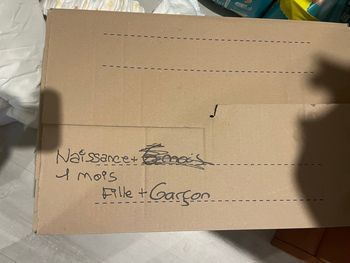 Naissance +
1 mois
Fille + Garçon